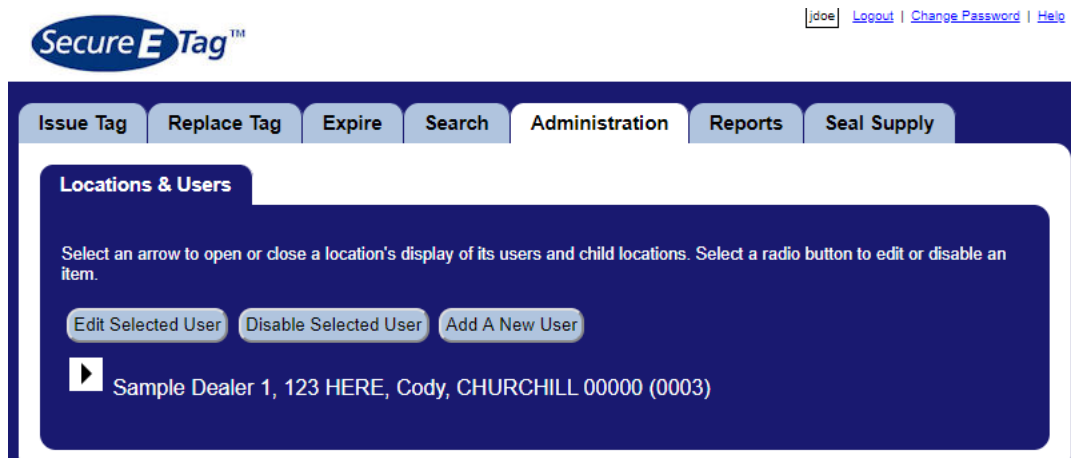 jdoe Logout | Change Password | Help
Secure E Tag™
Issue Tag Replace Tag Expire Search Administration Reports Seal Supply
Locations & Users
Select an arrow to open or close a location's display of its users and child locations. Select a radio button to edit or disable an
item.
Edit Selected User Disable Selected User Add A New User
Sample Dealer 1, 123 HERE, Cody, CHURCHILL 00000 (0003)